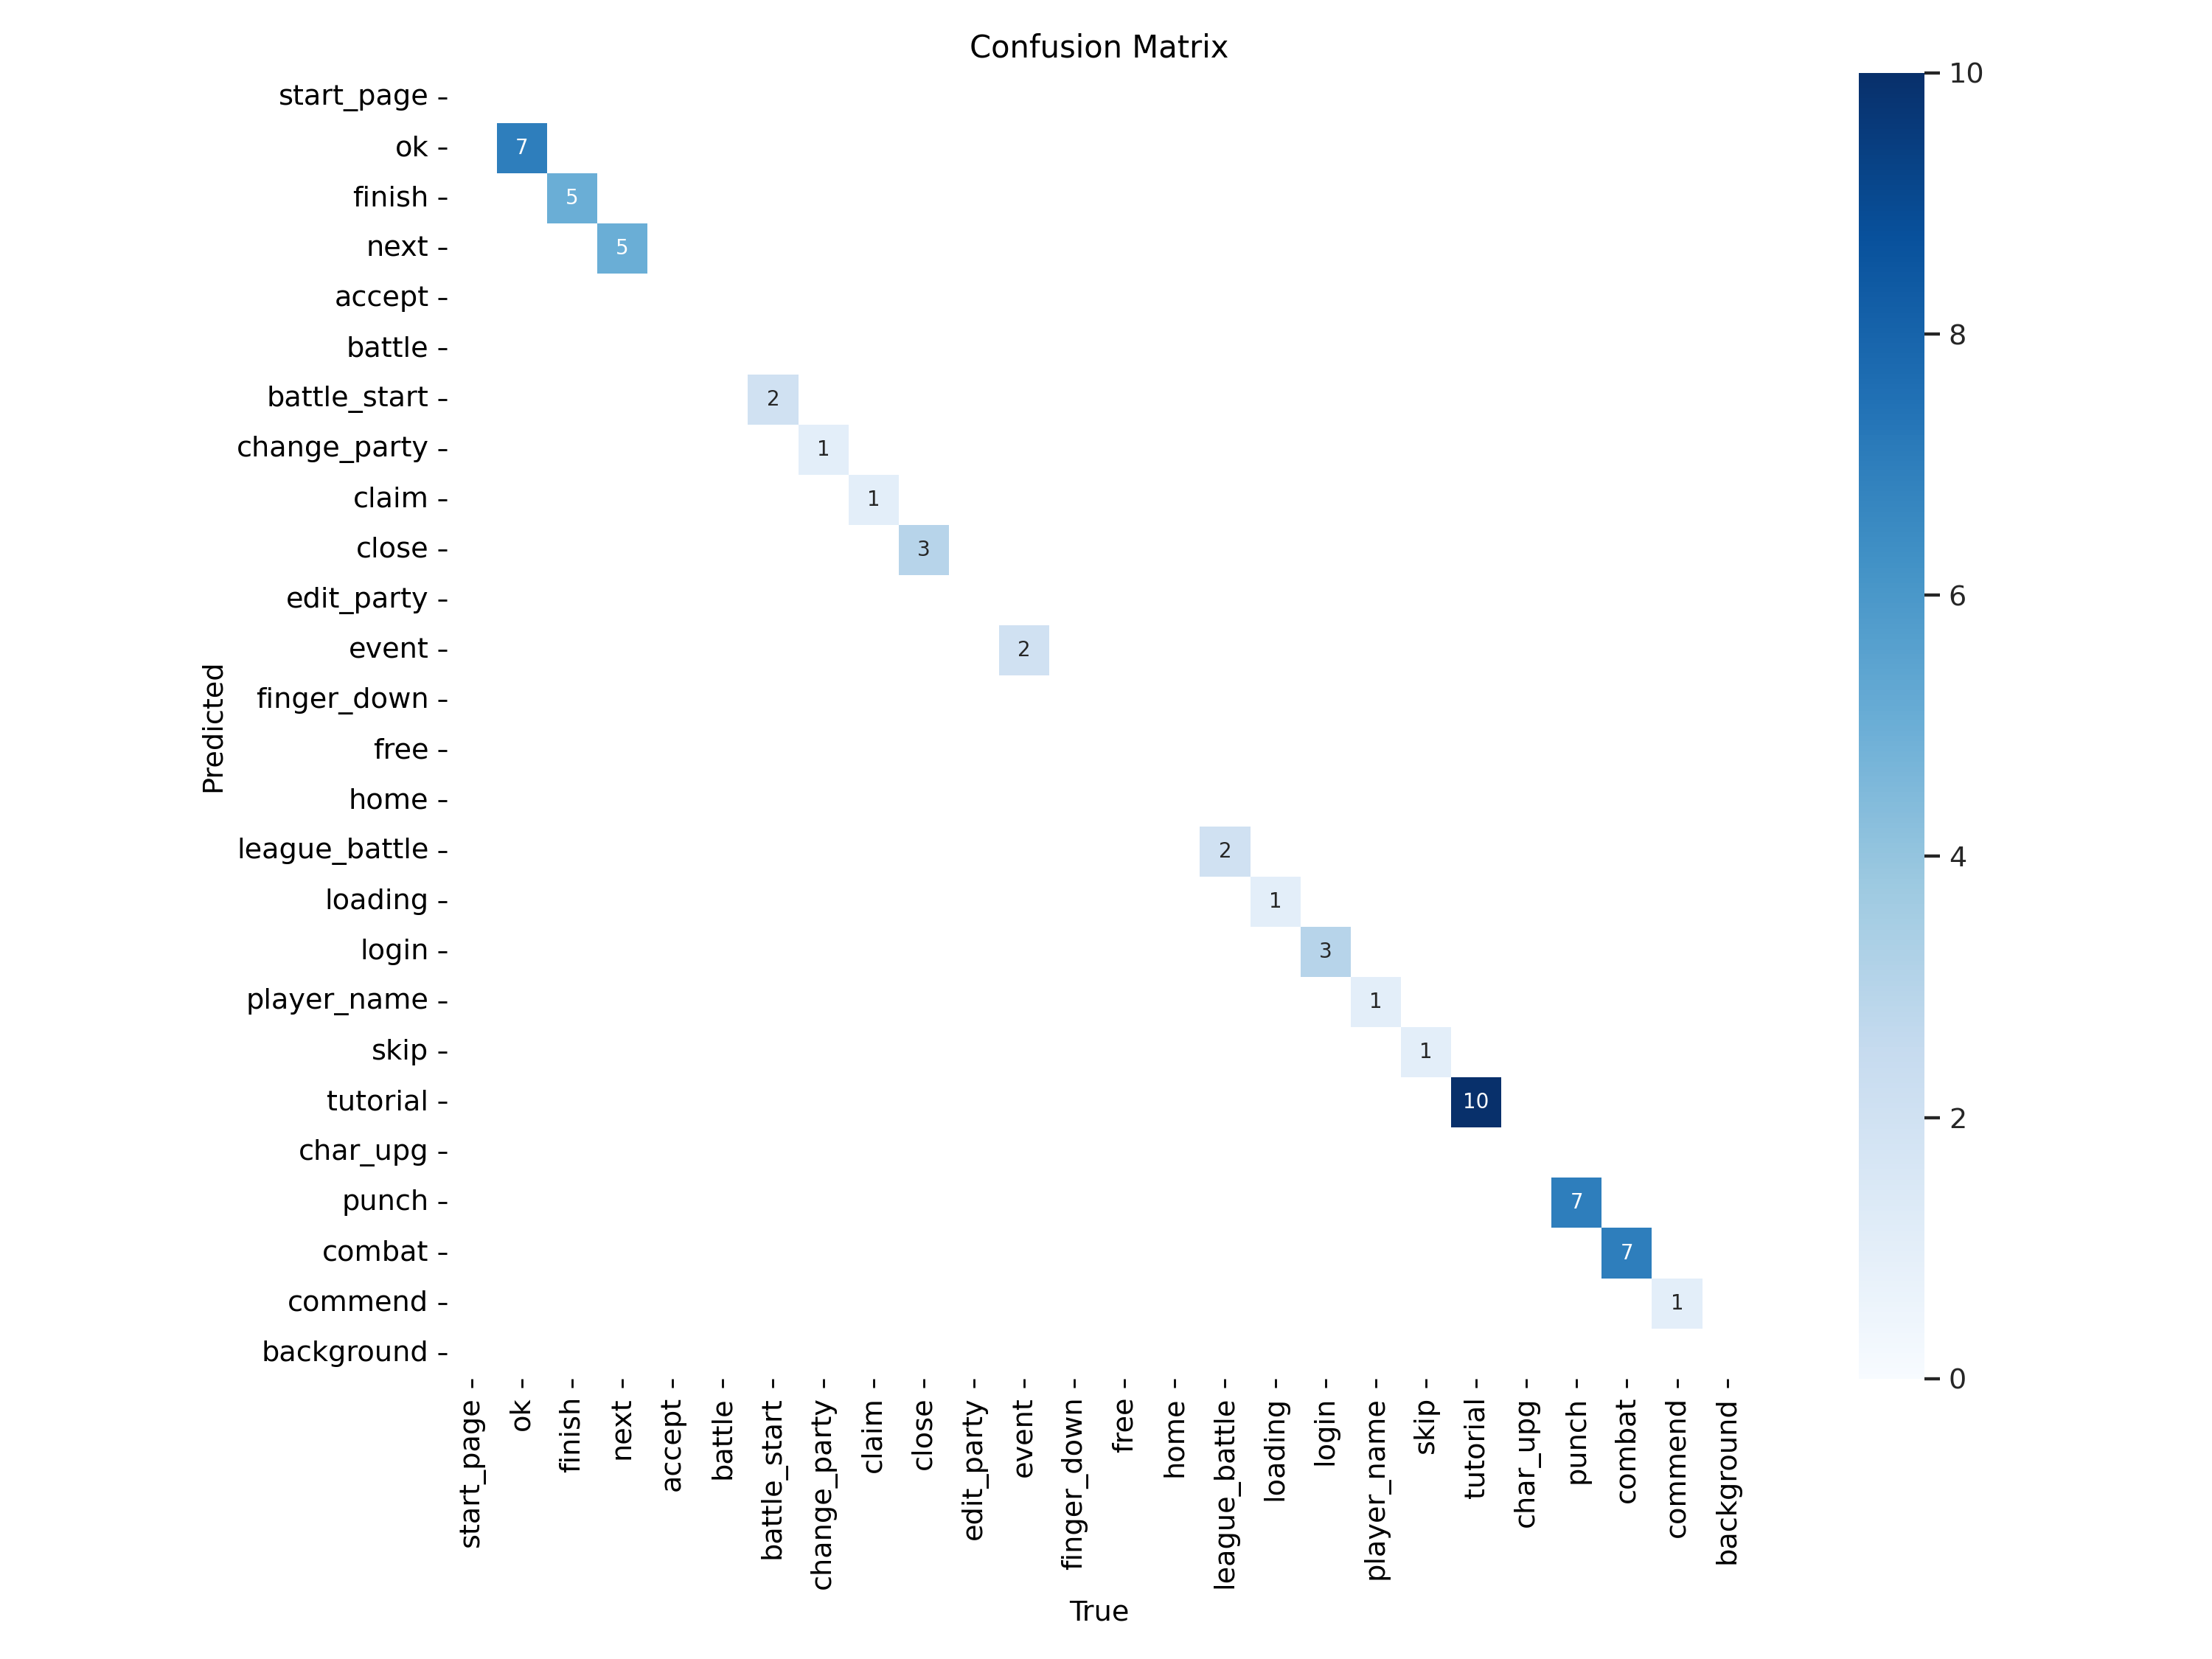 Confusion Matrix
start_page
ok
finish
next
accept
battle
battle_start
change_party
claim
close
edit_party
event
finger_down
free
home
league_battle
loading
login
player_name
skip
tutorial
char_upg
punch
combat
commend
background
Predicted
7
5
5
2
1
1
3
2
2
1
3
1
1
10
7
7
1
start_page
ok
finish
next
accept
battle
battle_start
change_party
claim
close
edit_party
event
finger_down
free
home
league_battle
loading
login
player_name
skip
tutorial
char_upg
punch
combat
commend
background
True
10
8
6
4
2
0